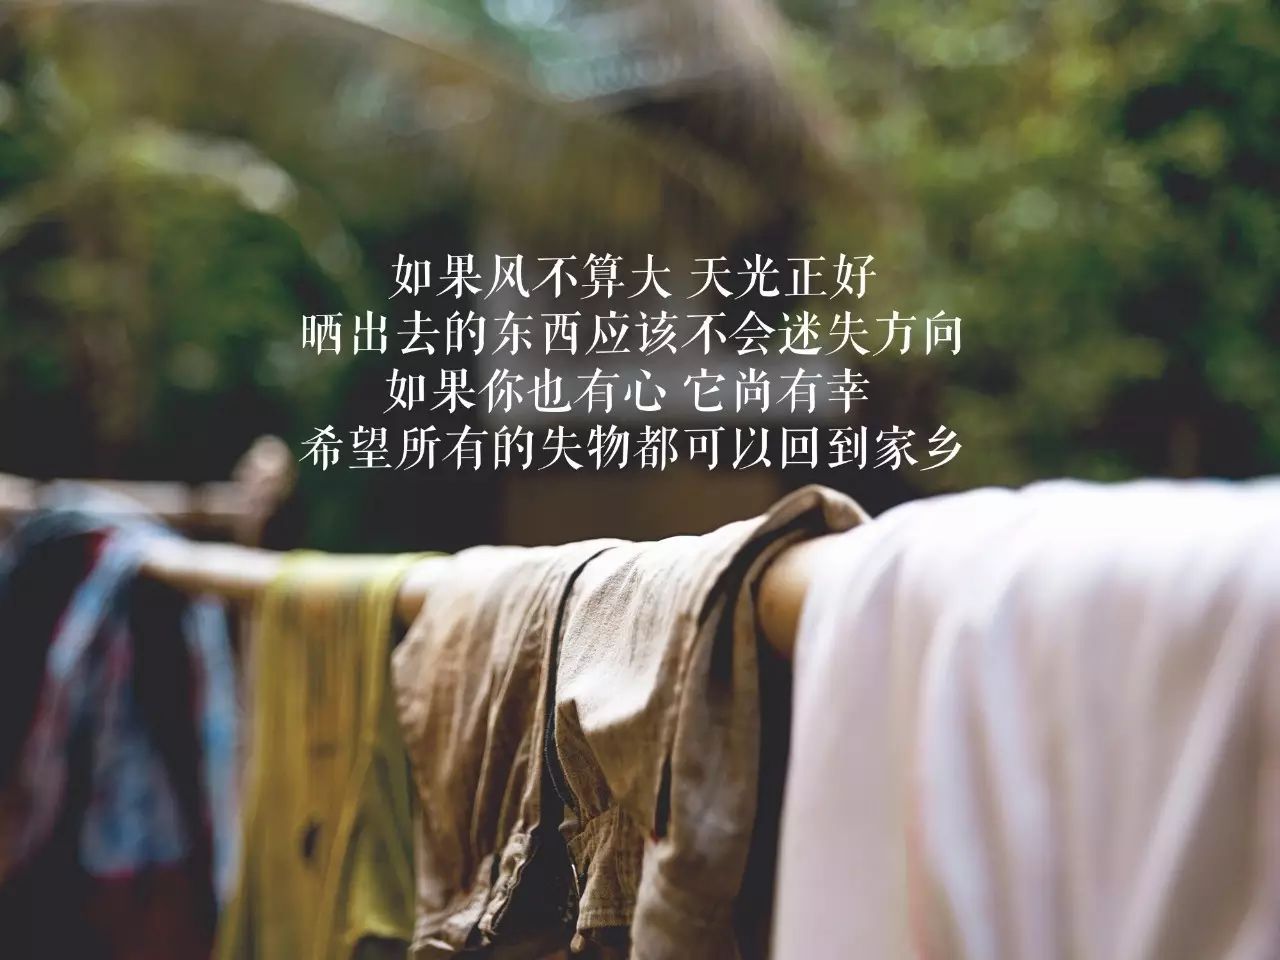 如果风不算大 天光正好
晒出去的东西应该不会迷失方向
如果你也有心 它尚有幸
希望所有的失物都可以回到家乡